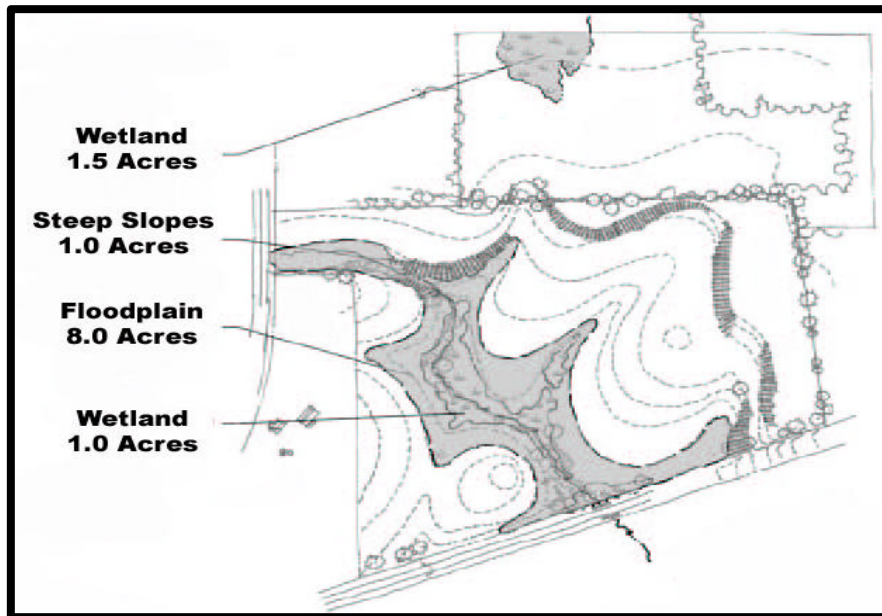 Wetland
1.5 Acres
Steep Slopes
1.0 Acres
Floodplain
8.0 Acres
Wetland
1.0 Acres